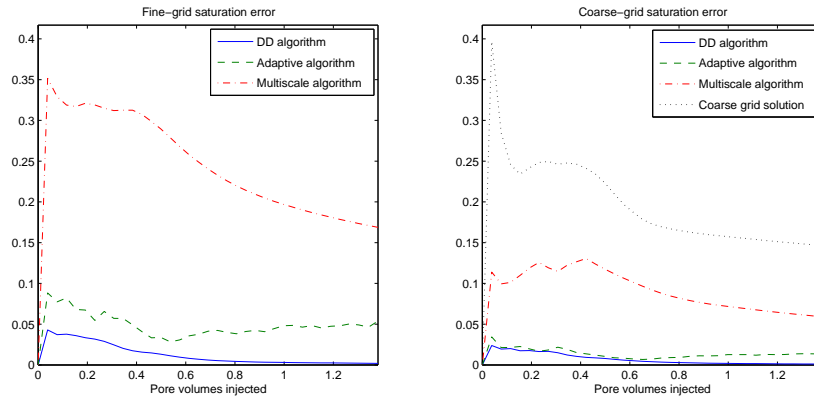 Fine−grid saturation error
DD algorithm
Adaptive algorithm
Multiscale algorithm
0.4
0.35
0.3
0.25
0.2
0.15
0.1
0.05
0
0 0.2 0.4 0.6 0.8 1 1.2
Pore volumes injected
Coarse−grid saturation error
DD algorithm
Adaptive algorithm
Multiscale algorithm
Coarse grid solution
0.4
0.35
0.3
0.25
0.2
0.15
0.1
0.05
0
0 0.2 0.4 0.6 0.8 1 1.2
Pore volumes injected